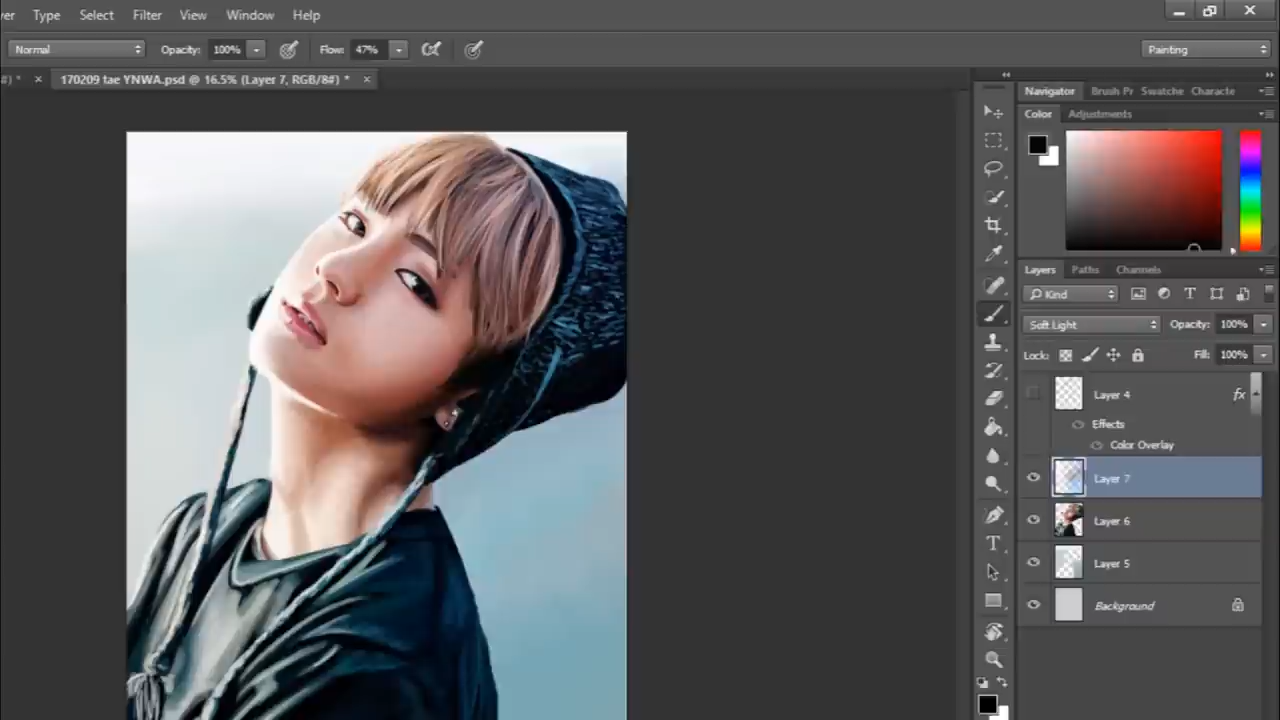 er Type Select Filter View Window Help
Normal Opacity: 100% Flow: 47% Painting
#) * × 170209 tae YNWA.psd @ 16.5% (Layer 7, RGB/8#) * ×
Navigator Brush Pr Swatche Characte
Color Adjustments
Layers Paths Channels
Kind
Soft Light Opacity: 100%
Lock: Fill: 100%
Layer 4 fx
Effects
Color Overlay
Layer 7
Layer 6
Layer 5
Background